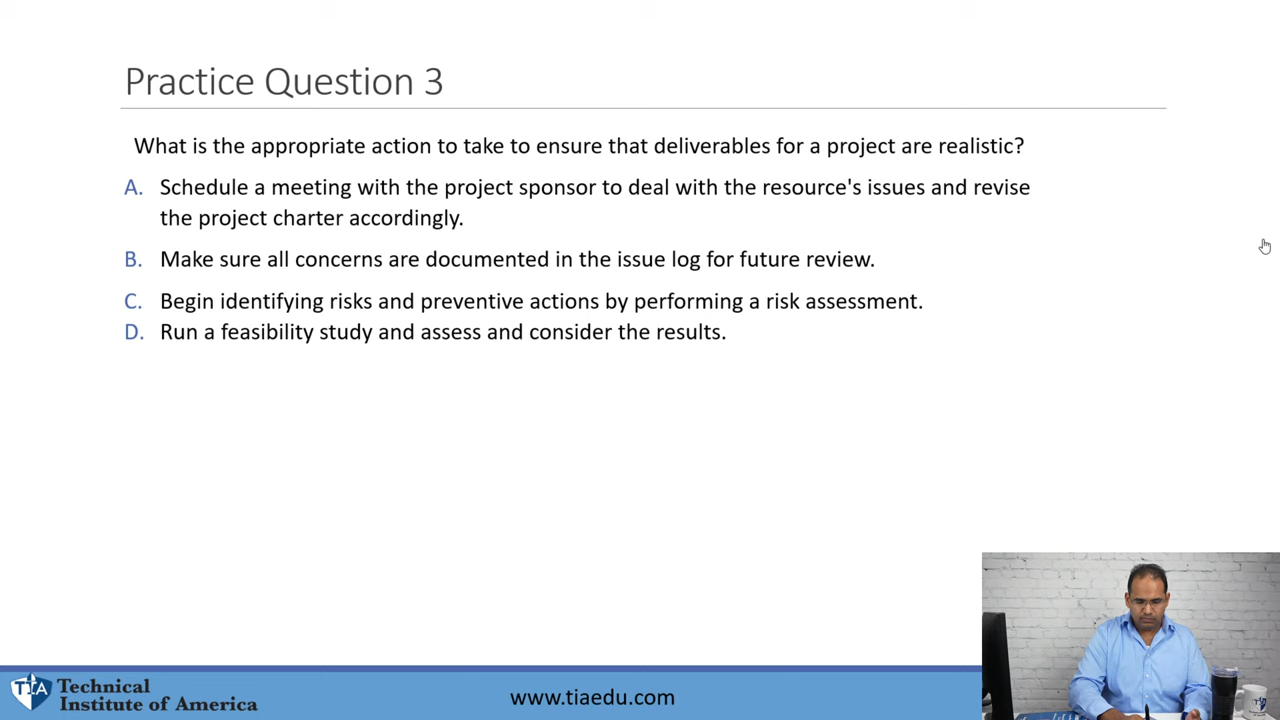 Practice Question 3
What is the appropriate action to take to ensure that deliverables for a project are realistic?
A. Schedule a meeting with the project sponsor to deal with the resource's issues and revise
the project charter accordingly.
B. Make sure all concerns are documented in the issue log for future review.
C. Begin identifying risks and preventive actions by performing a risk assessment.
D. Run a feasibility study and assess and consider the results.
TIA
Technical
Institute of America
www.tiaedu.com